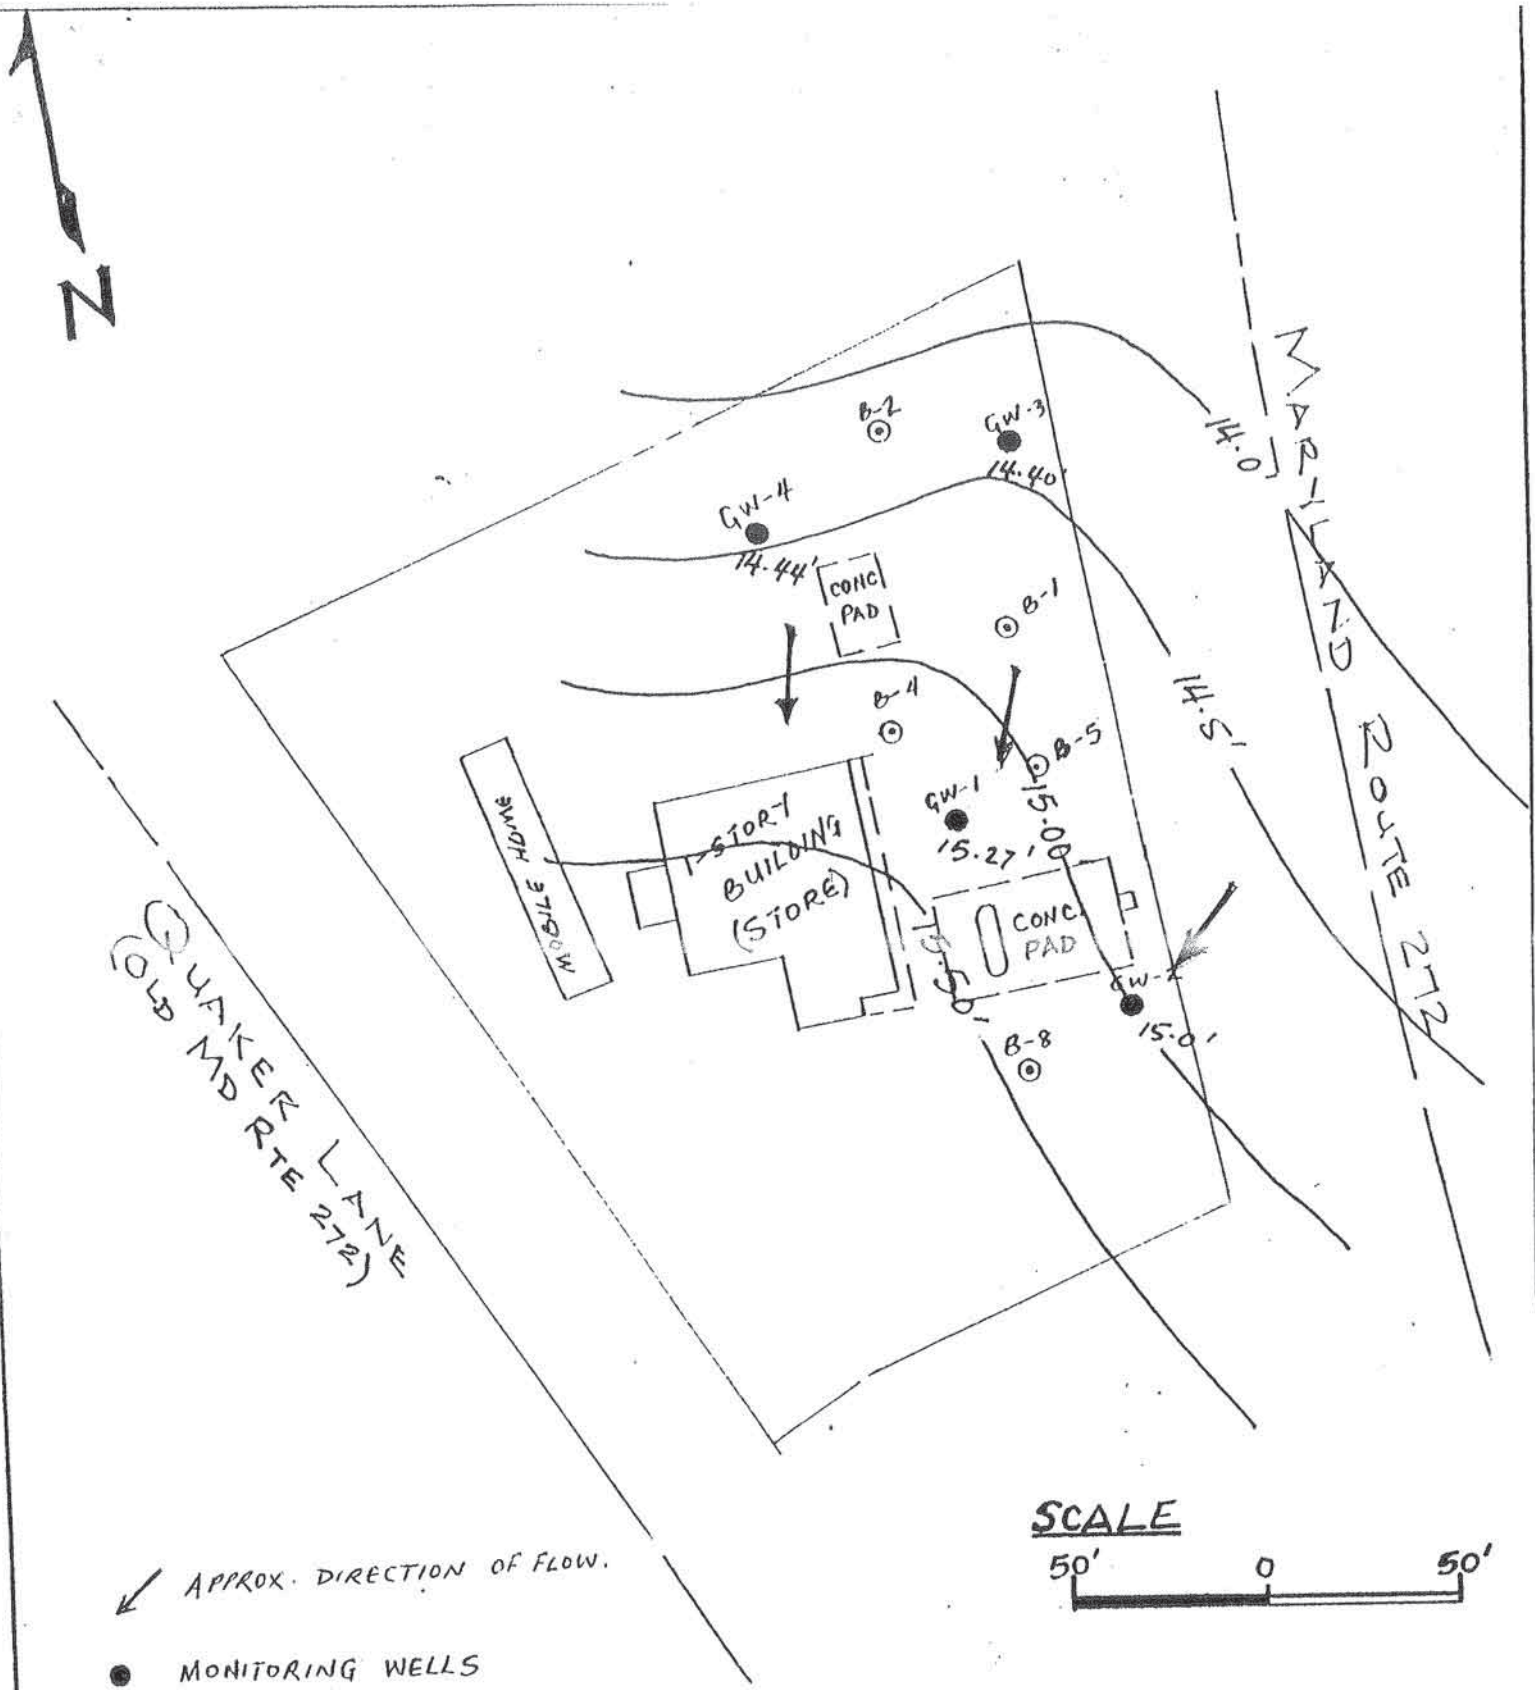 N
B-2
GW-3
14.40'
14.0
GW-4
14.44'
CONC
PAD
B-1
MARYLAND ROUTE 272
14.5'
B-4
B-5
GW-1
15.27'
15.00
MOBILE HOME
1-STORY
BUILDING
(STORE)
15.50'
CONC.
PAD
GW-2
15.0'
B-8
QUAKER LANE
(OLD MD RTE 272)
SCALE
50' 0 50'
APPROX. DIRECTION OF FLOW.
MONITORING WELLS